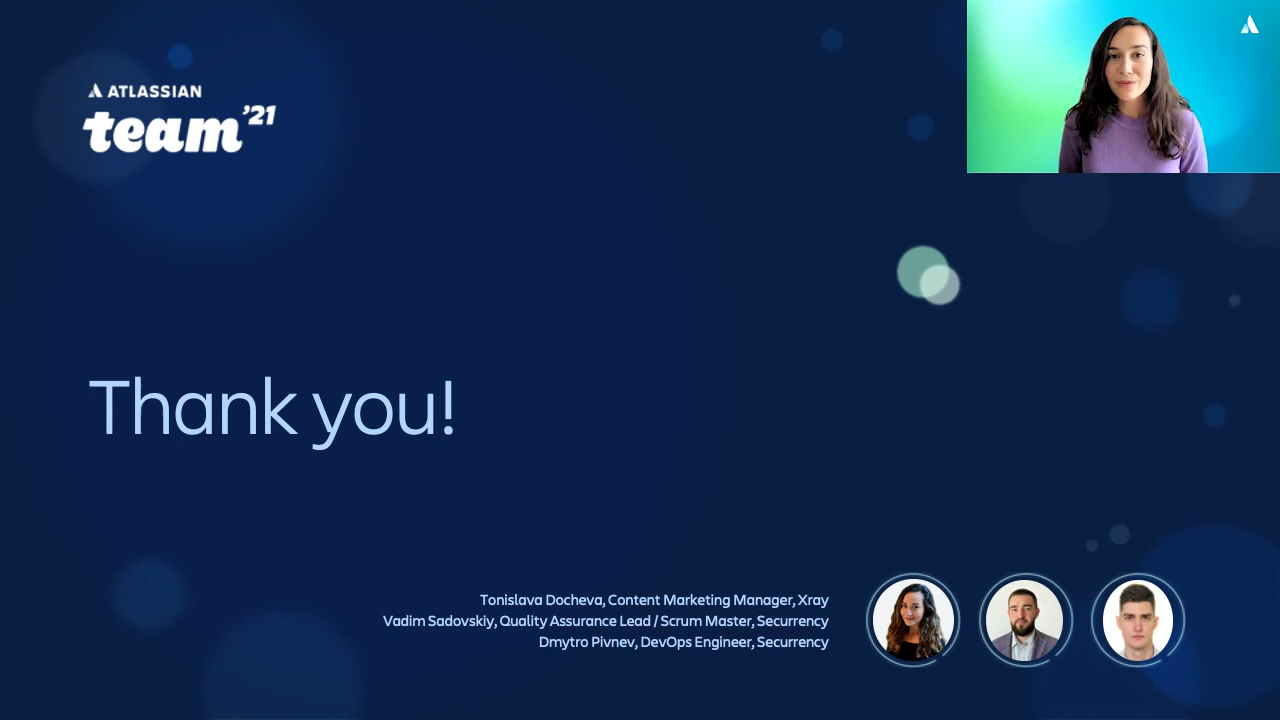 ATLASSIAN
team'21
Thank you!
Tonislava Docheva, Content Marketing Manager, Xray
Vadim Sadovskiy, Quality Assurance Lead / Scrum Master, Securrency
Dmytro Pivnev, DevOps Engineer, Securrency